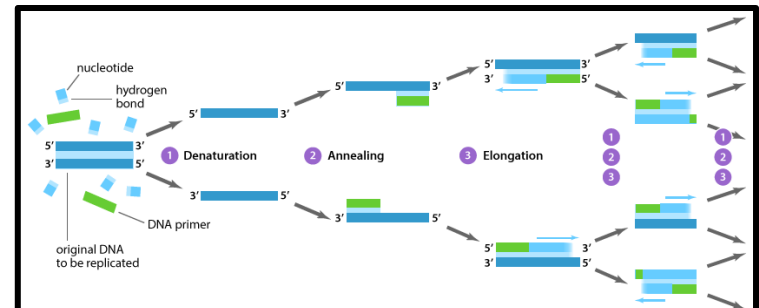 nucleotide
hydrogen
bond
5’ 3’
3’ 5’
DNA primer
original DNA
to be replicated
5’ 3’
1 Denaturation
3’ 5’
5’ 3’
2 Annealing
3’ 5’
5’ 3’
3’ 5’
3 Elongation
5’ 3’
3’ 5’
1
2
3
1
2
3